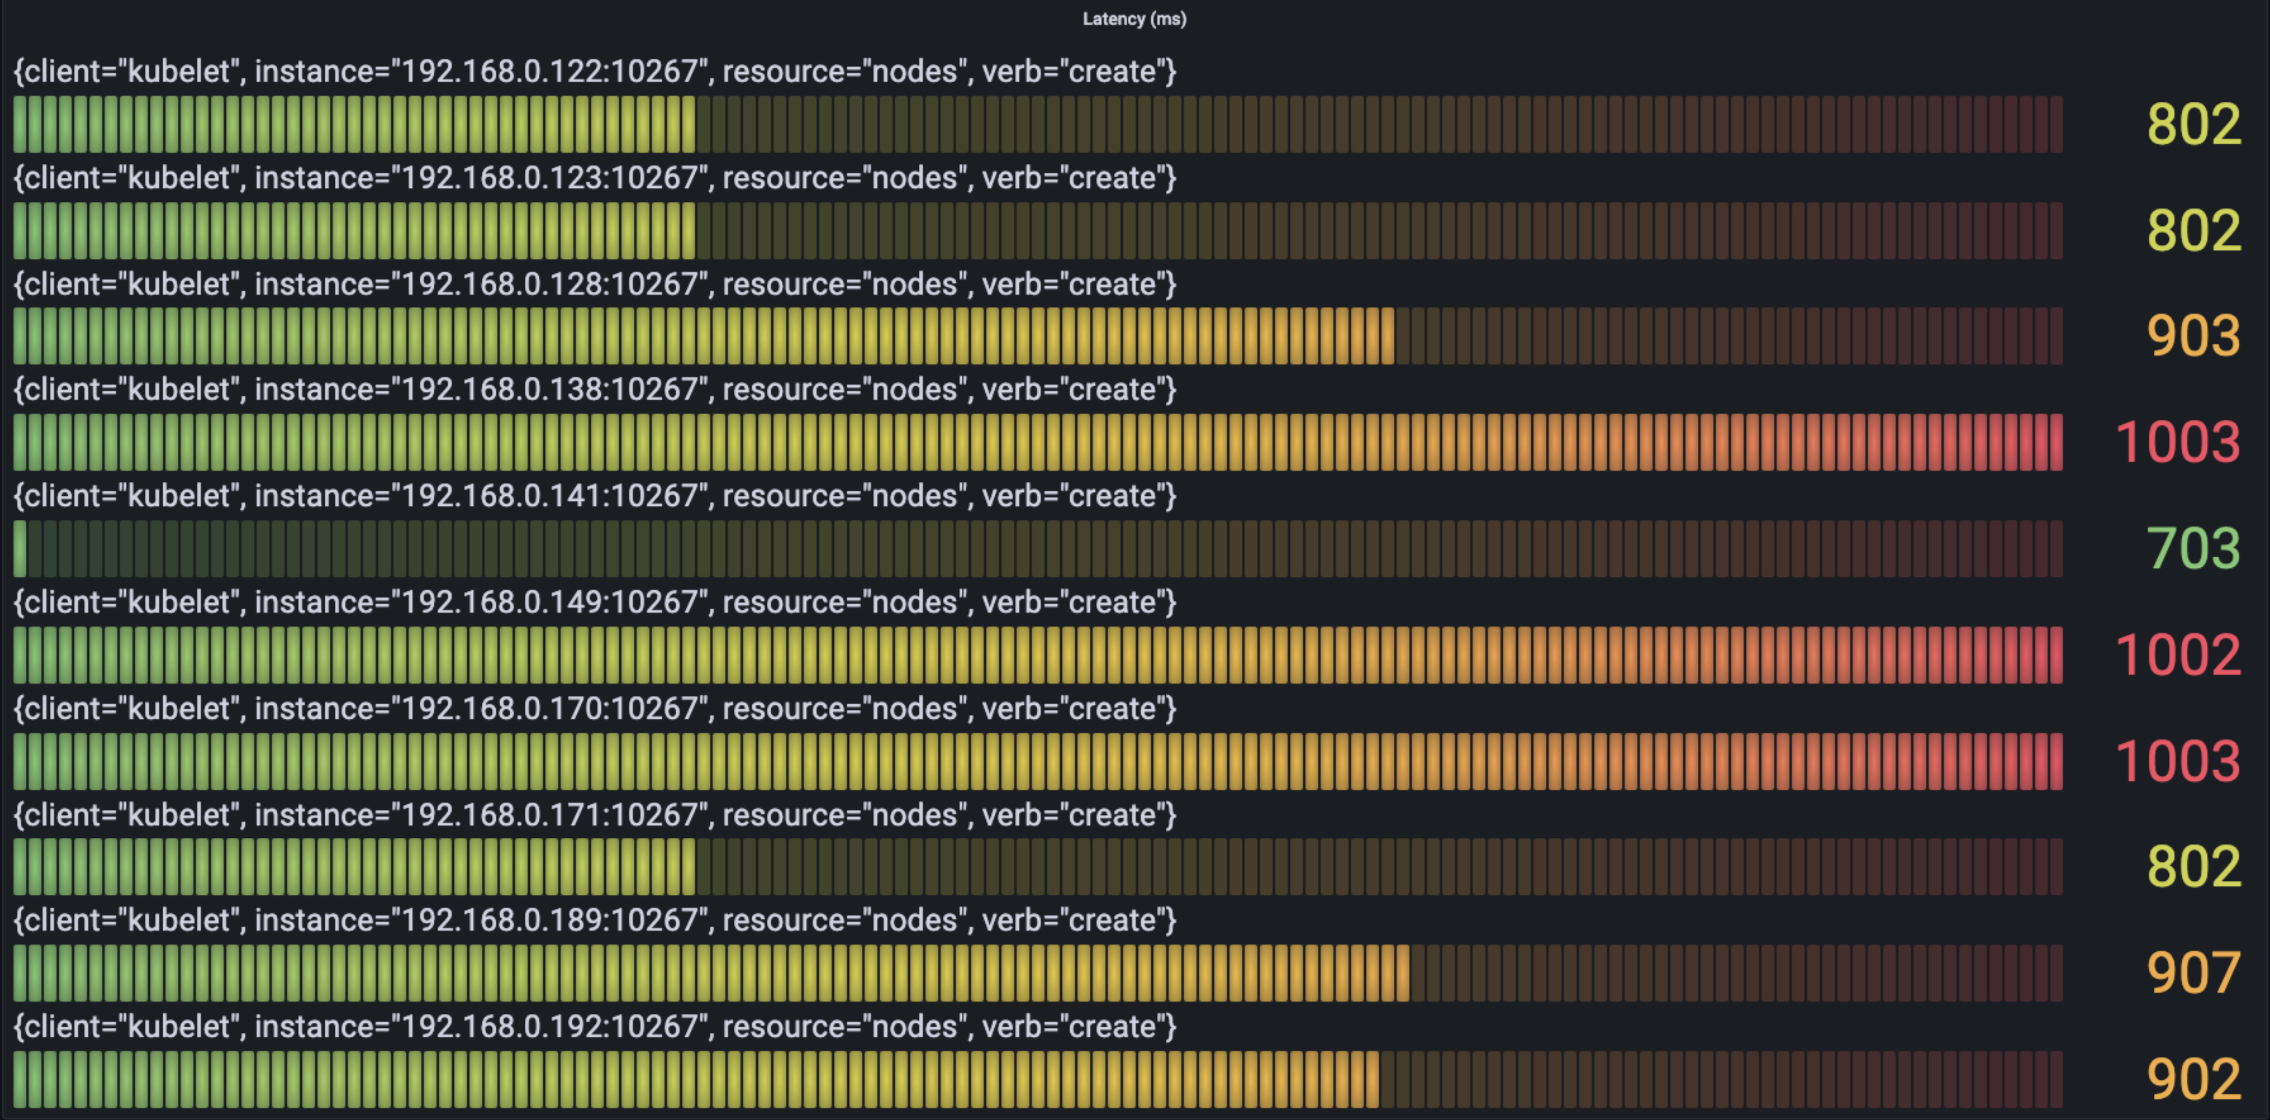 Latency (ms)
{client="kubelet", instance="192.168.0.122:10267", resource="nodes", verb="create"}
802
{client="kubelet", instance="192.168.0.123:10267", resource="nodes", verb="create"}
802
{client="kubelet", instance="192.168.0.128:10267", resource="nodes", verb="create"}
903
{client="kubelet", instance="192.168.0.138:10267", resource="nodes", verb="create"}
1003
{client="kubelet", instance="192.168.0.141:10267", resource="nodes", verb="create"}
703
{client="kubelet", instance="192.168.0.149:10267", resource="nodes", verb="create"}
1002
{client="kubelet", instance="192.168.0.170:10267", resource="nodes", verb="create"}
1003
{client="kubelet", instance="192.168.0.171:10267", resource="nodes", verb="create"}
802
{client="kubelet", instance="192.168.0.189:10267", resource="nodes", verb="create"}
907
{client="kubelet", instance="192.168.0.192:10267", resource="nodes", verb="create"}
902